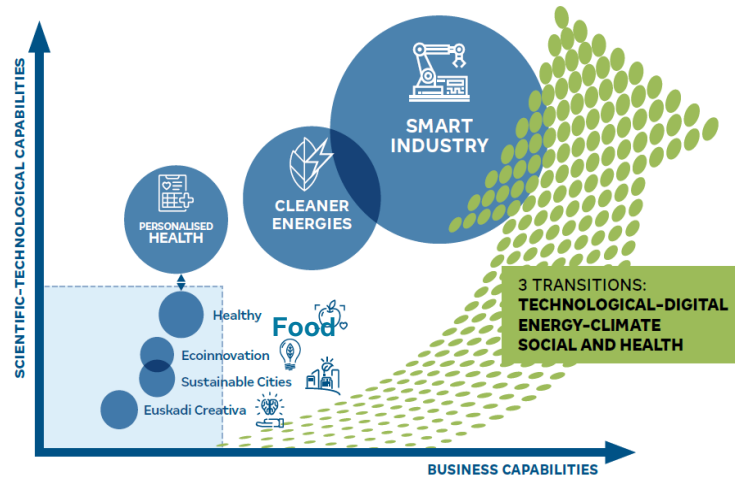 SCIENTIFIC-TECHNOLOGICAL CAPABILITIES
SMART
INDUSTRY
CLEANER
ENERGIES
PERSONALISED
HEALTH
3 TRANSITIONS:
TECHNOLOGICAL-DIGITAL
ENERGY-CLIMATE
SOCIAL AND HEALTH
Healthy Food
Ecoinnovation
Sustainable Cities
Euskadi Creativa
BUSINESS CAPABILITIES